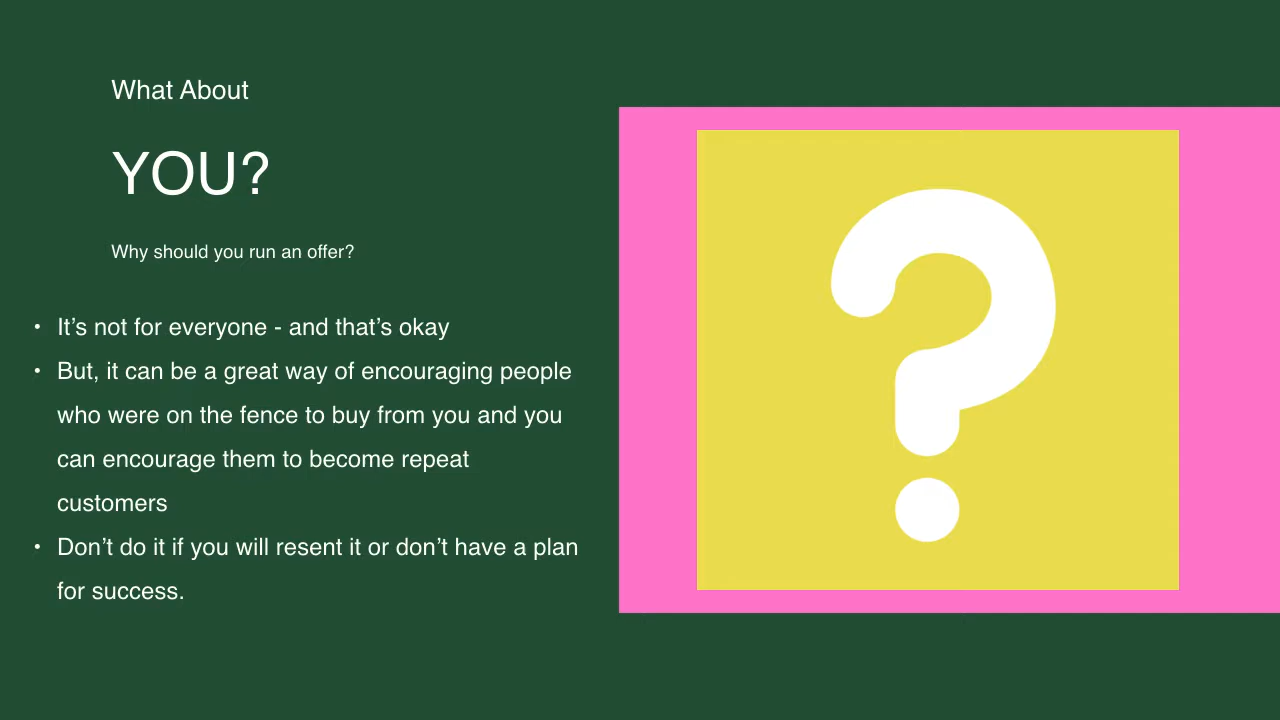 What About
YOU?
Why should you run an offer?
• It’s not for everyone - and that’s okay
• But, it can be a great way of encouraging people
who were on the fence to buy from you and you
can encourage them to become repeat
customers
• Don’t do it if you will resent it or don’t have a plan
for success.
?